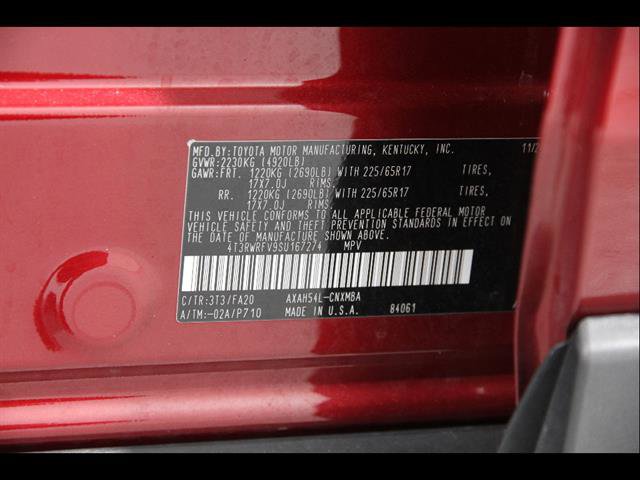 MFD.BY:TOYOTA MOTOR MANUFACTURING, KENTUCKY, INC. 11/2
GVWR:2230KG (4920LB)
GAWR:FRT. 1220KG (2690LB) WITH 225/65R17 TIRES,
17X7.0J RIMS.
RR. 1220KG (2690LB) WITH 225/65R17 TIRES,
17X7.0J RIMS.
THIS VEHICLE CONFORMS TO ALL APPLICABLE FEDERAL MOTOR
VEHICLE SAFETY AND THEFT PREVENTION STANDARDS IN EFFECT
ON THE DATE OF MANUFACTURE SHOWN ABOVE.
4T3RWRFV9SU167274 MPV
C/TR:3T3/FA20 AXAH54L-CNXMBA
A/TM:-02A/P710 MADE IN U.S.A. 84061